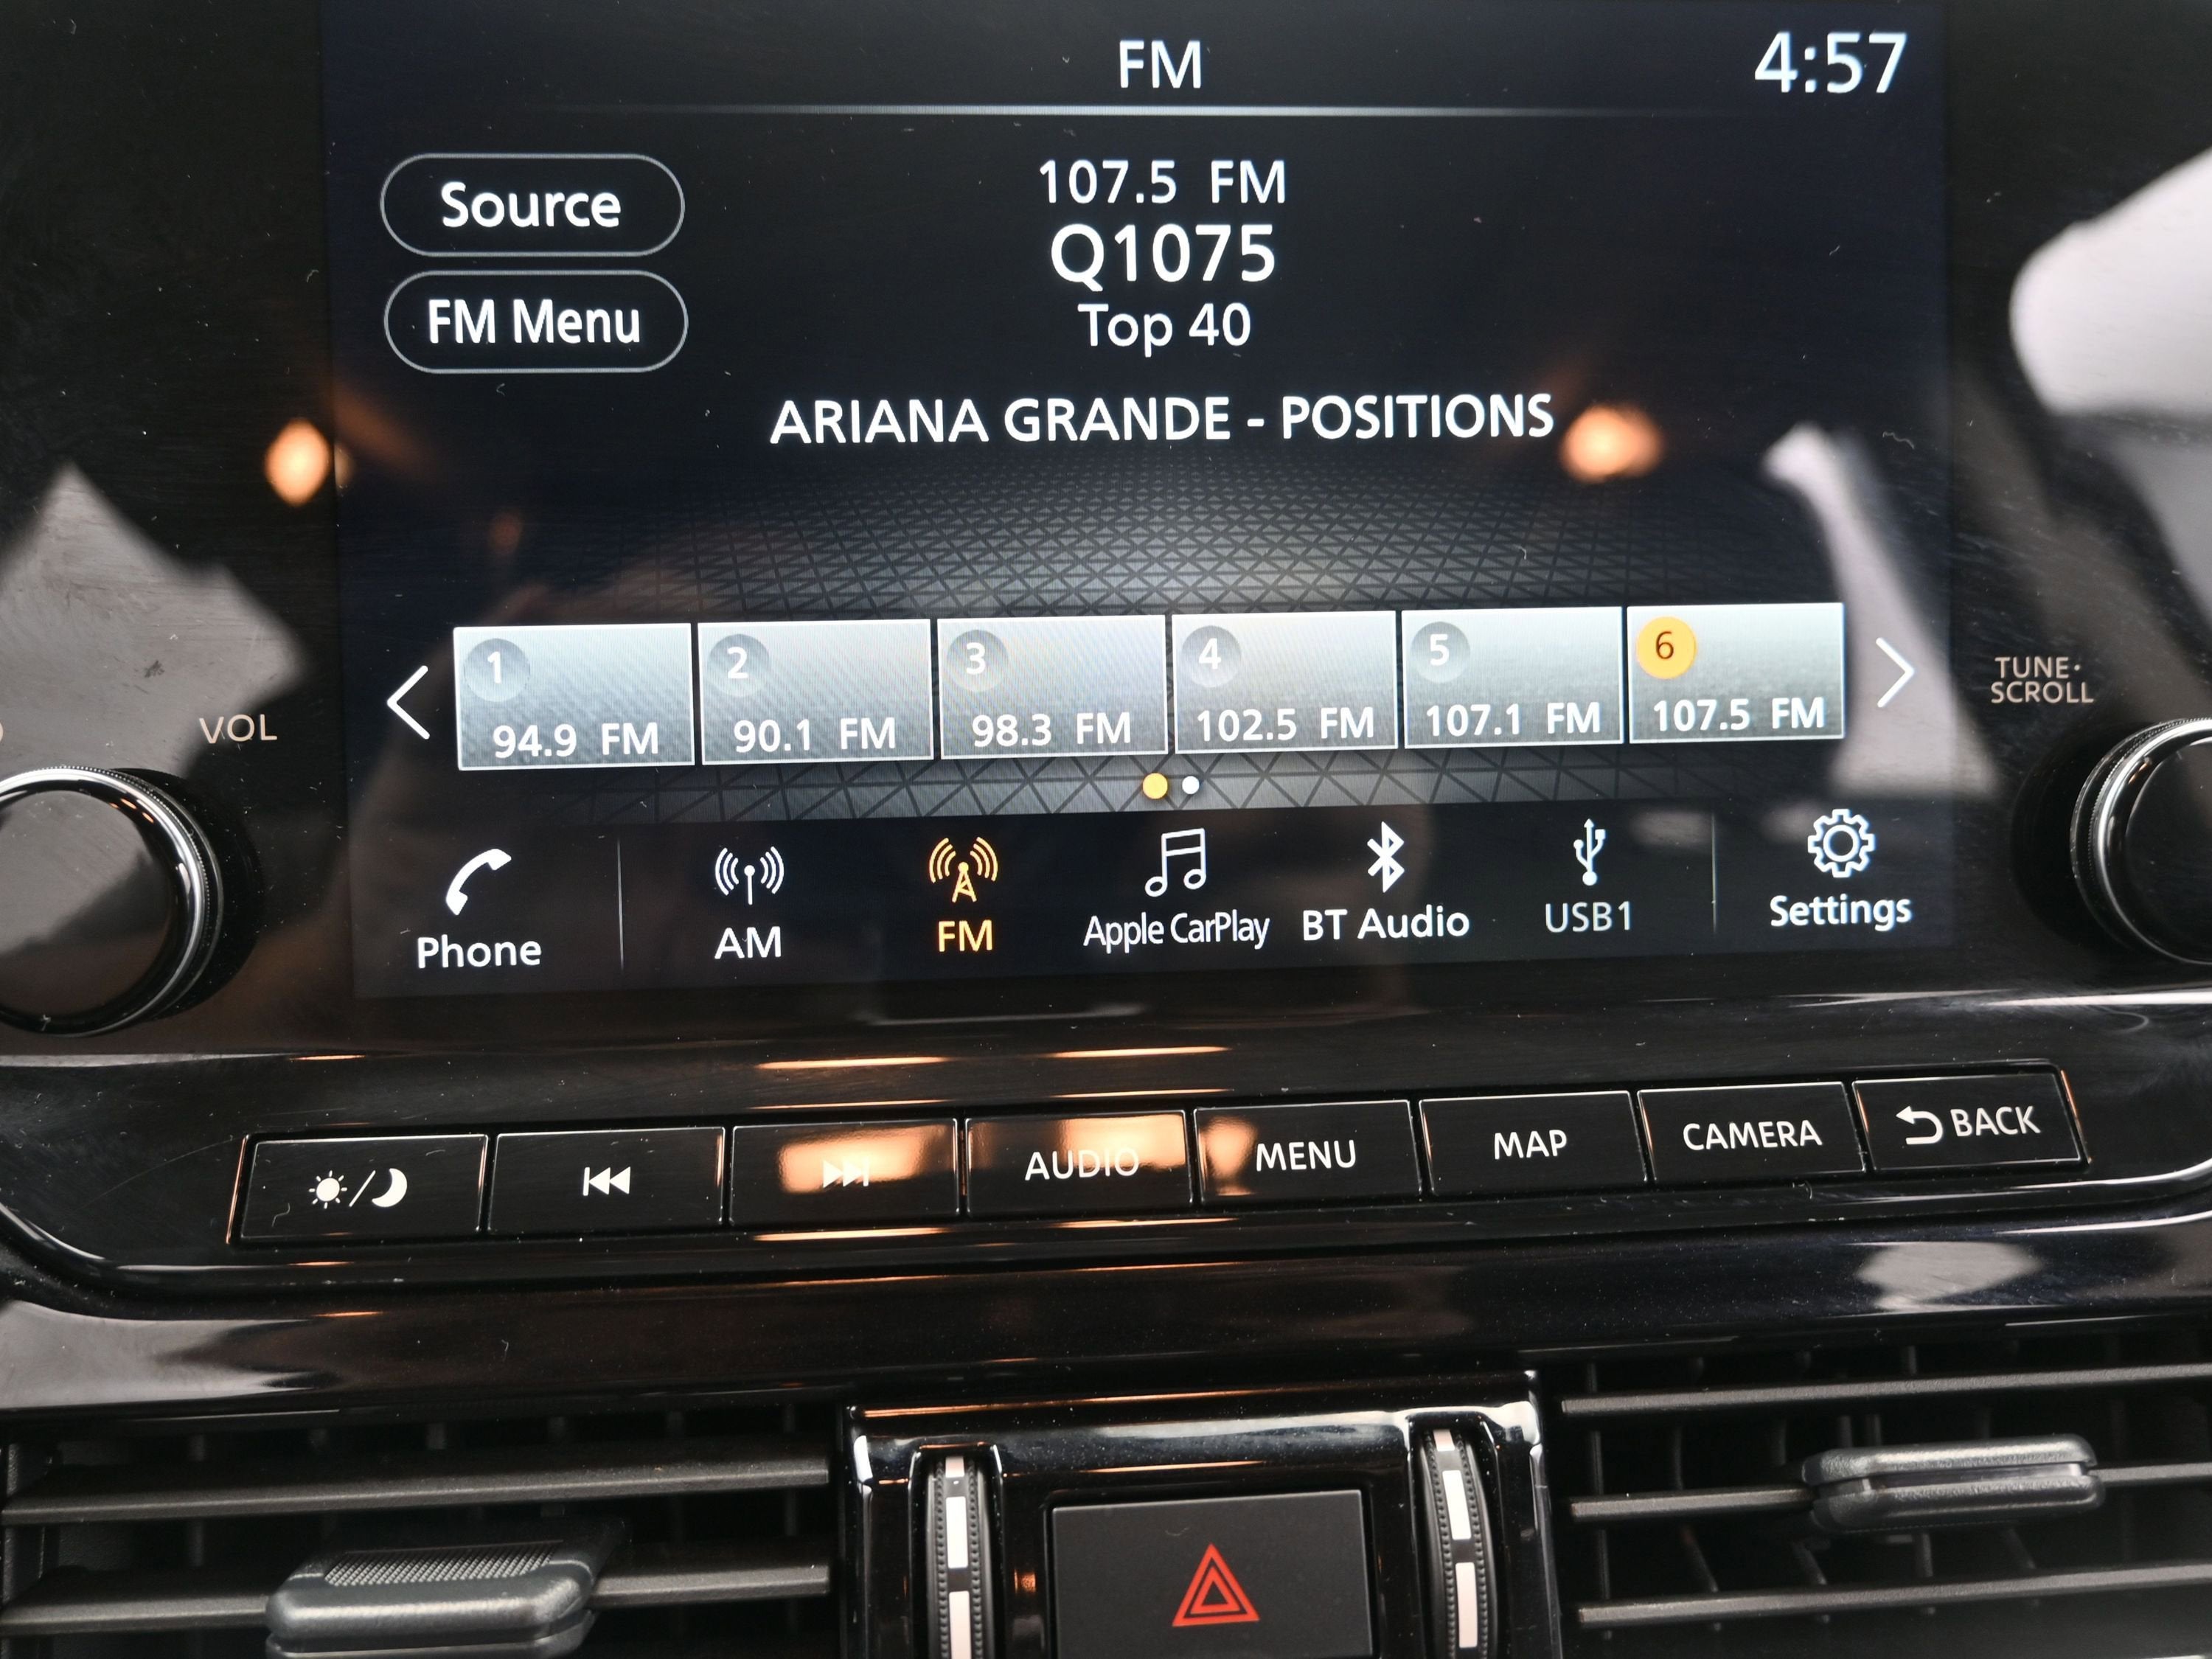 FM
4:57
Source
107.5 FM
Q1075
FM Menu
Top 40
ARIANA GRANDE - POSITIONS
1
2
3
4
5
6
94.9 FM
90.1 FM
98.3 FM
102.5 FM
107.1 FM
107.5 FM
VOL
TUNE·
SCROLL
Phone
AM
FM
Apple CarPlay
BT Audio
USB1
Settings
AUDIO
MENU
MAP
CAMERA
BACK